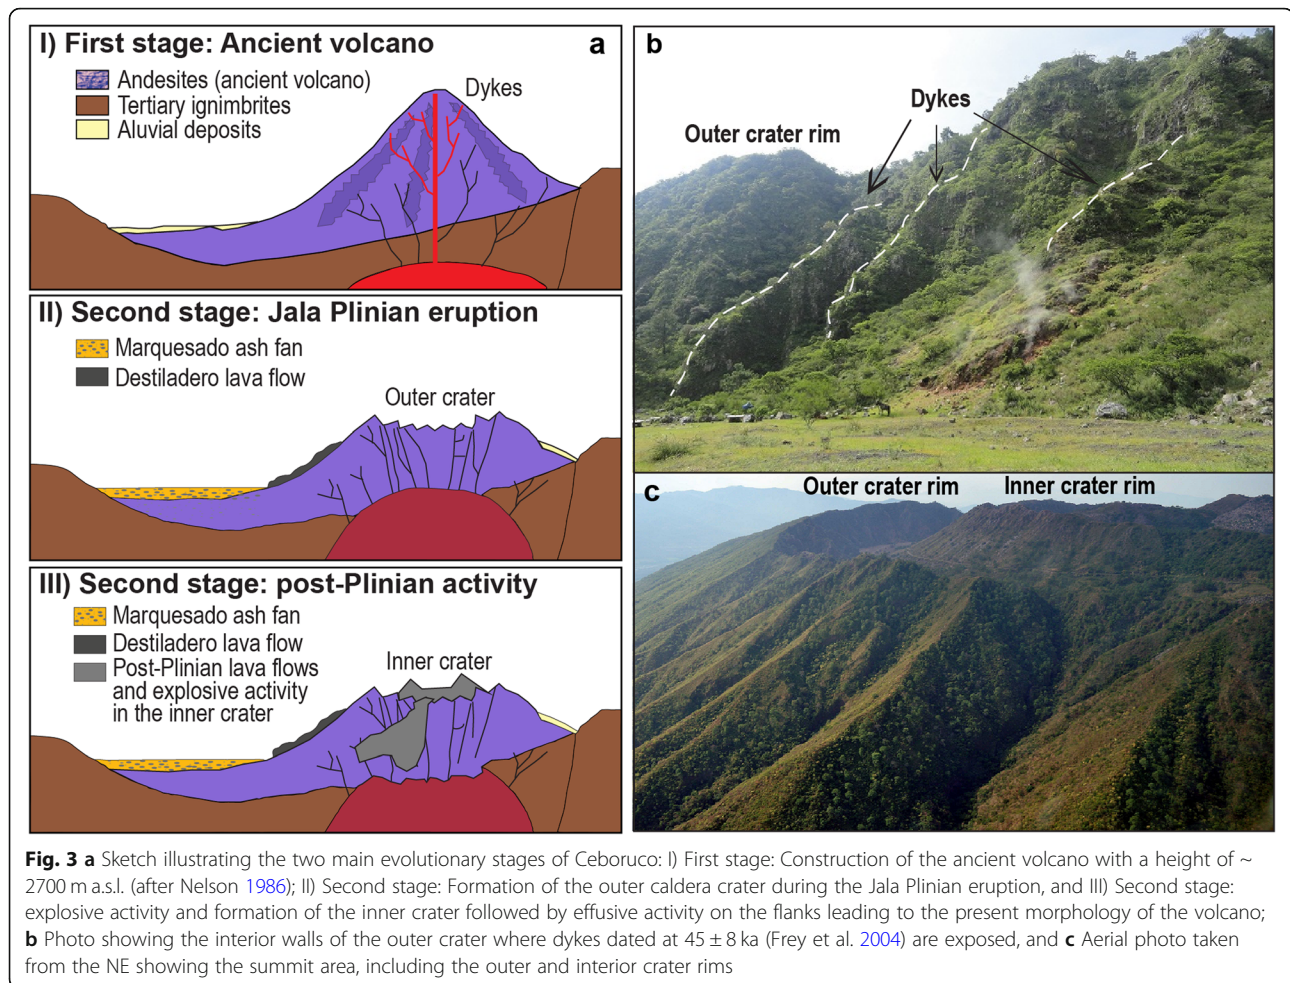 I) First stage: Ancient volcano
a
Andesites (ancient volcano)
Tertiary ignimbrites
Aluvial deposits
Dykes
II) Second stage: Jala Plinian eruption
Marquesado ash fan
Destiladero lava flow
Outer crater
III) Second stage: post-Plinian activity
Marquesado ash fan
Destiladero lava flow
Post-Plinian lava flows
and explosive activity
in the inner crater
Inner crater
b
Dykes
Outer crater rim
c
Outer crater rim
Inner crater rim
Fig. 3 a Sketch illustrating the two main evolutionary stages of Ceboruco: I) First stage: Construction of the ancient volcano with a height of ~
2700 m a.s.l. (after Nelson 1986); II) Second stage: Formation of the outer caldera crater during the Jala Plinian eruption, and III) Second stage:
explosive activity and formation of the inner crater followed by effusive activity on the flanks leading to the present morphology of the volcano;
b Photo showing the interior walls of the outer crater where dykes dated at 45 ± 8 ka (Frey et al. 2004) are exposed, and c Aerial photo taken
from the NE showing the summit area, including the outer and interior crater rims